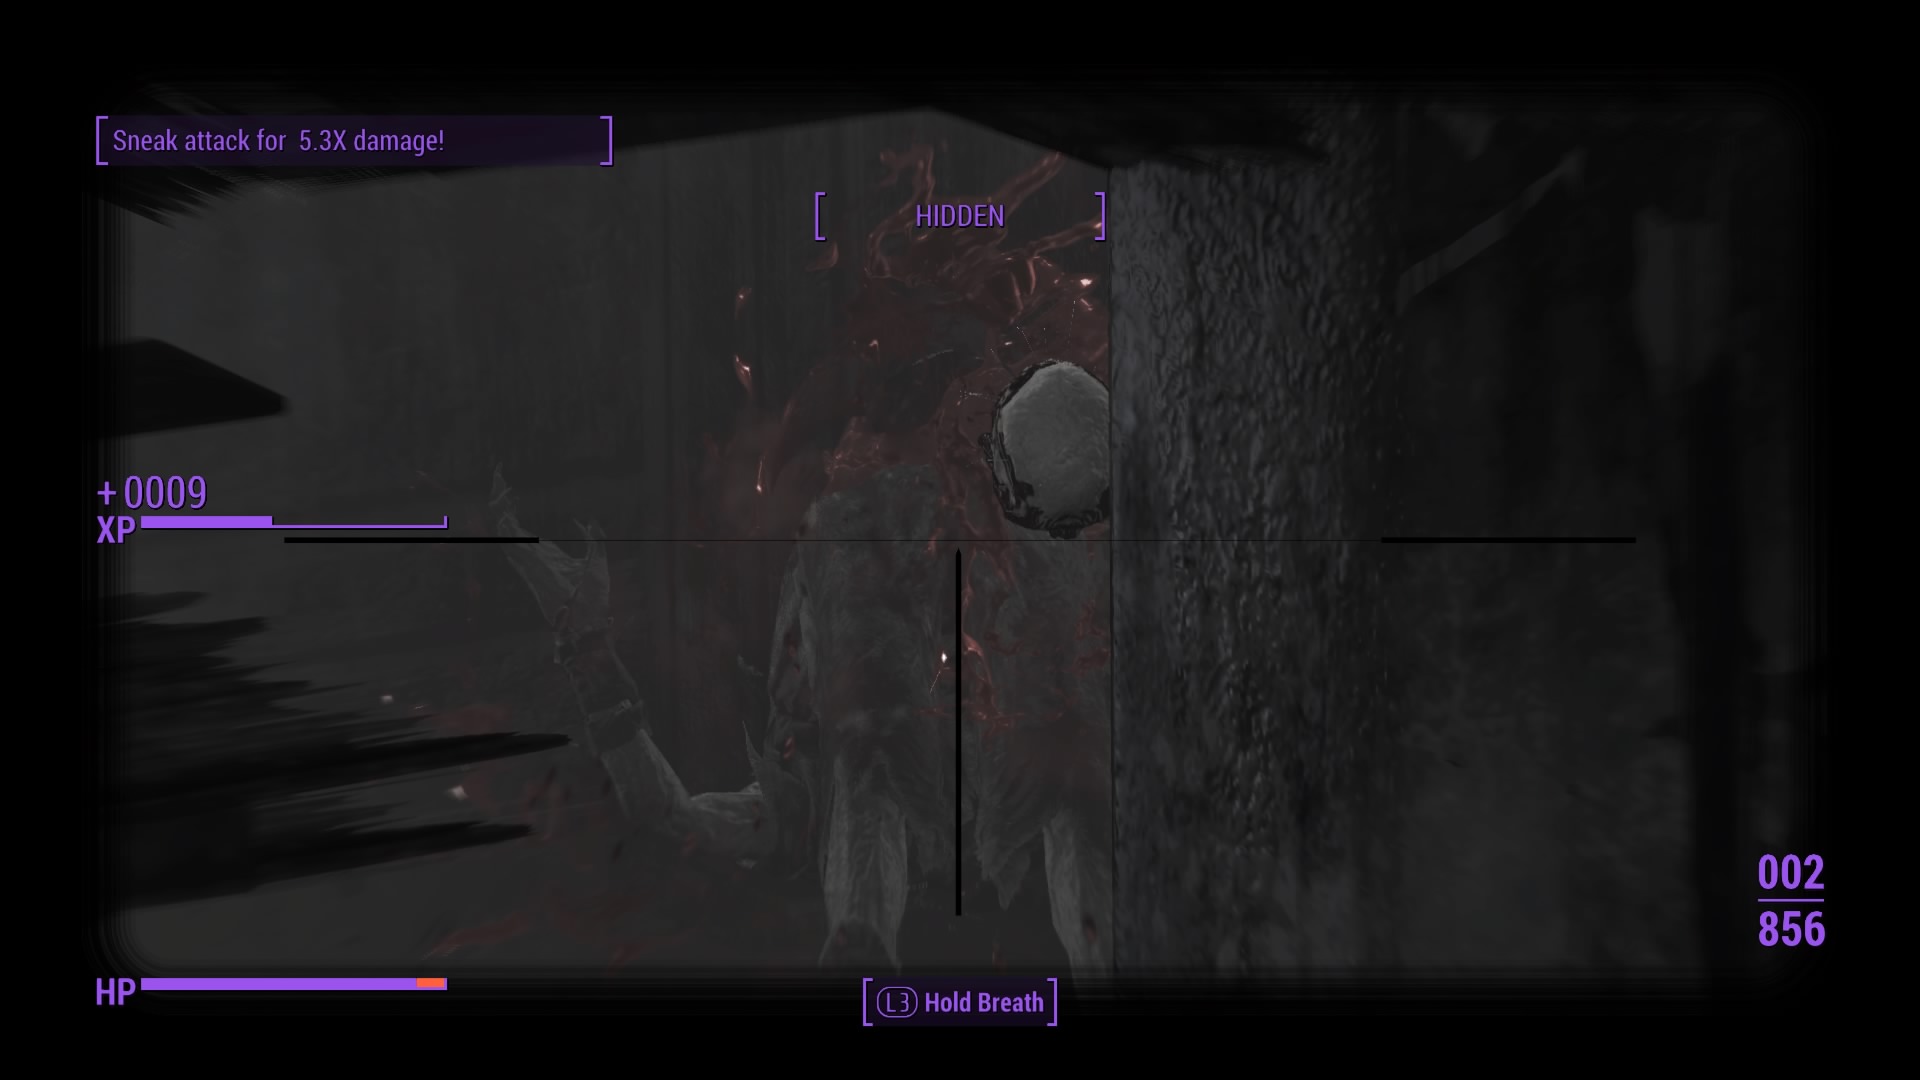 Sneak attack for  5.3X damage!
HIDDEN
+0009
XP
002
856
HP
L3 Hold Breath